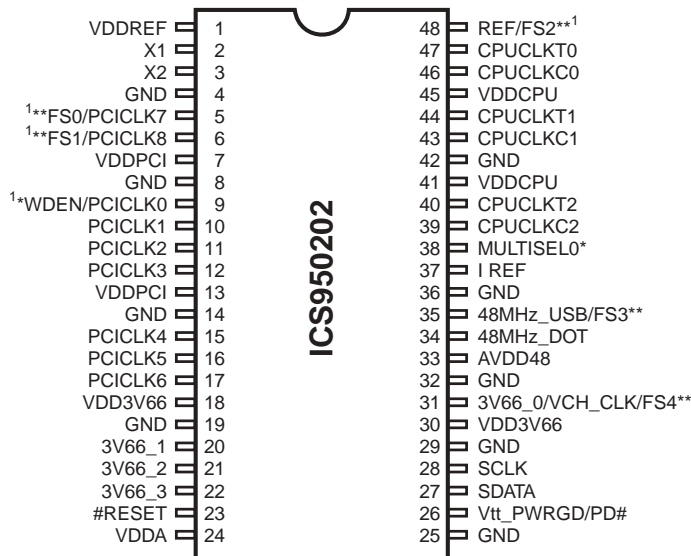 VDDREF 1 48 REF/FS2**1
X1 2 47 CPUCLKT0
X2 3 46 CPUCLKC0
GND 4 45 VDDCPU
1**FS0/PCICLK7 5 44 CPUCLKT1
1**FS1/PCICLK8 6 43 CPUCLKC1
VDDPCI 7 42 GND
GND 8 41 VDDCPU
1*WDEN/PCICLK0 9 40 CPUCLKT2
PCICLK1 10 39 CPUCLKC2
PCICLK2 11 38 MULTISEL0*
PCICLK3 12 37 I REF
VDDPCI 13 36 GND
GND 14 35 48MHz_USB/FS3**
PCICLK4 15 34 48MHz_DOT
PCICLK5 16 33 AVDD48
PCICLK6 17 32 GND
VDD3V66 18 31 3V66_0/VCH_CLK/FS4**
GND 19 30 VDD3V66
3V66_1 20 29 GND
3V66_2 21 28 SCLK
3V66_3 22 27 SDATA
#RESET 23 26 Vtt_PWRGD/PD#
VDDA 24 25 GND
ICS950202